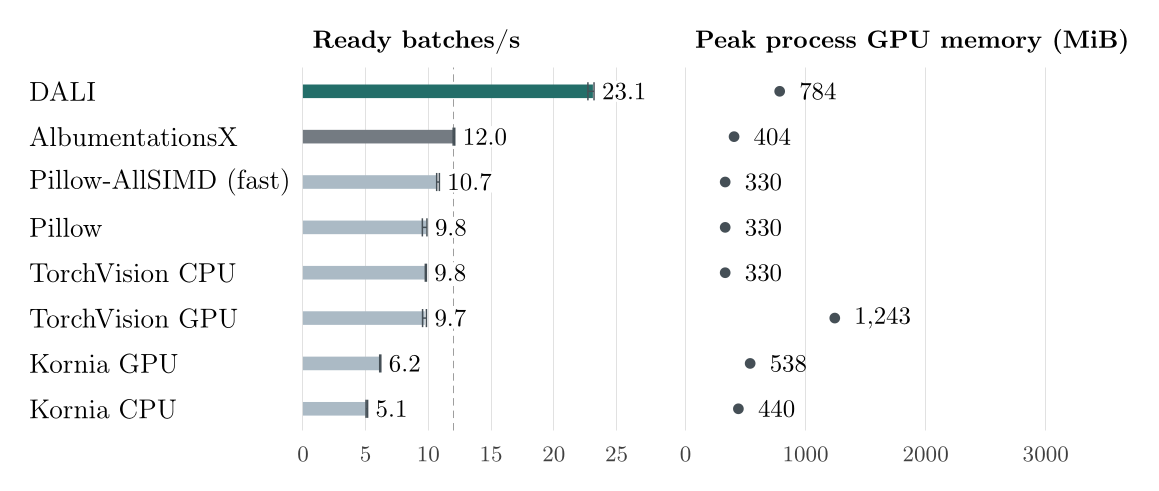 Ready batches/s Peak process GPU memory (MiB)
DALI 23.1 784
AlbumentationsX 12.0 404
Pillow-AllSIMD (fast) 10.7 330
Pillow 9.8 330
TorchVision CPU 9.8 330
TorchVision GPU 9.7 1,243
Kornia GPU 6.2 538
Kornia CPU 5.1 440
0 5 10 15 20 25 0 1000 2000 3000